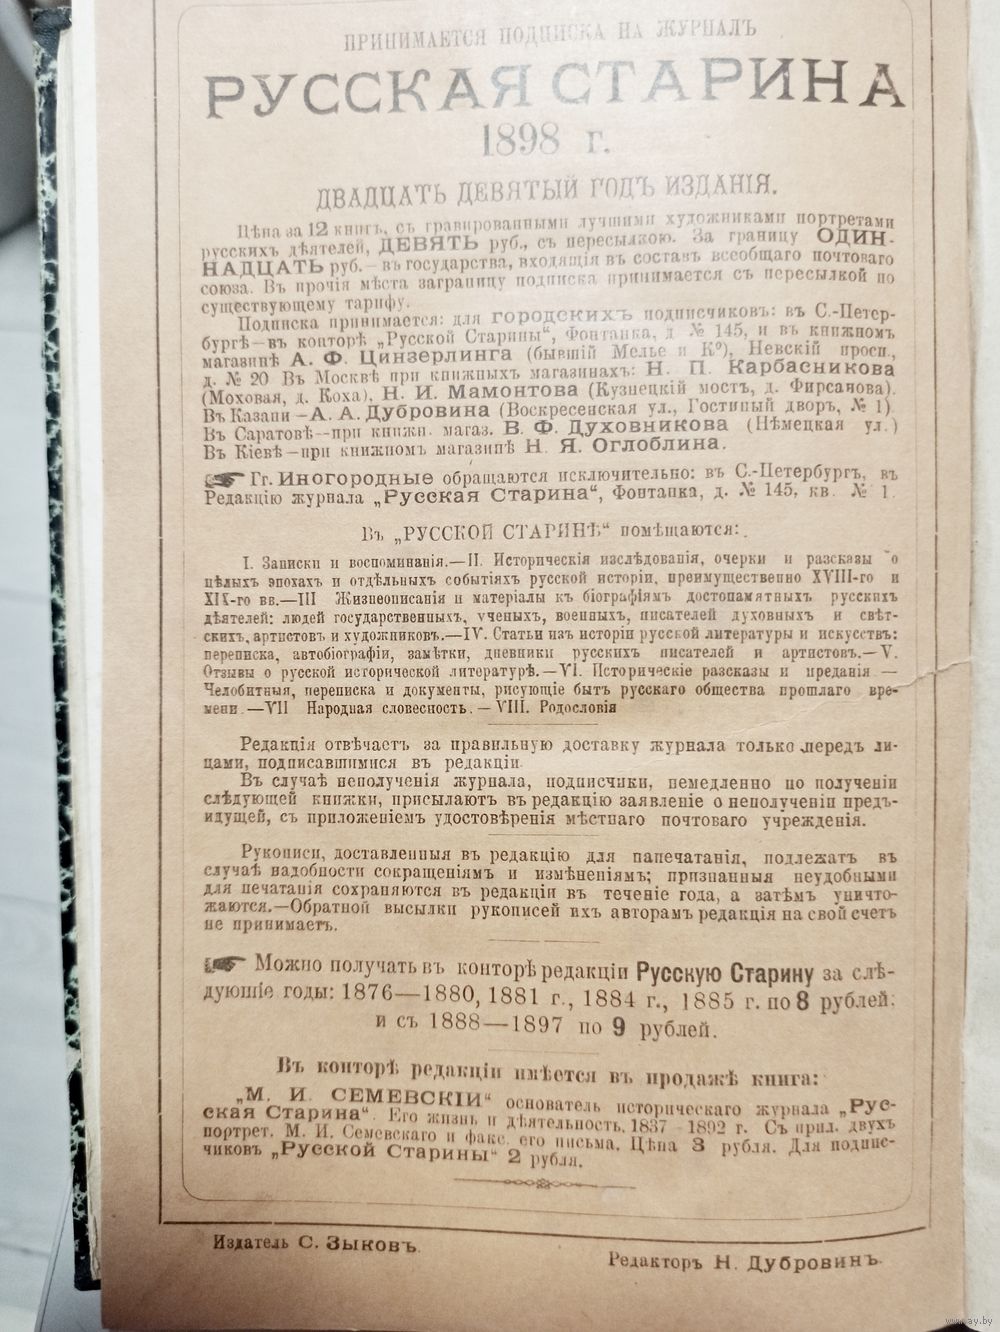 ПРИНИМАЕТСЯ ПОДПИСКА НА ЖУРНАЛЪ
РУССКАЯ СТАРИНА
1898 г.
ДВАДЦАТЬ ДЕВЯТЫЙ ГОДЪ ИЗДАНІЯ.
Цѣна за 12 книгъ, съ гравированными лучшими художниками портретами
русскихъ дѣятелей, ДЕВЯТЬ руб., съ пересылкою. За границу ОДИН-
НАДЦАТЬ руб.—въ государства, входящія въ составъ всеобщаго почтоваго
союза. Въ прочія мѣста заграницу подписка принимается съ пересылкой по
существующему тарифу.
Подписка принимается: для городскихъ подписчиковъ: въ С.-Петер-
бургѣ—въ конторѣ „Русской Старины“, Фонтанка, д. № 145, и въ книжномъ
магазинѣ А. Ф. Цинзерлинга (бывшій Мелье и К°), Невскій просп.,
д. № 20 Въ Москвѣ при книжныхъ магазинахъ: Н. П. Карбасникова
(Моховая, д. Коха), Н. И. Мамонтова (Кузнецкій мостъ, д. Фирсанова).
Въ Казани—А. А. Дубровина (Воскресенская ул., Гостиный дворъ, № 1)
Въ Саратовѣ—при книжн. магаз. В. Ф. Духовникова (Нѣмецкая ул.)
Въ Кіевѣ—при книжномъ магазинѣ Н. Я. Оглоблина.
Гг. Иногородные обращаются исключительно: въ С.-Петербургъ, въ
Редакцію журнала „Русская Старина“, Фонтанка, д. № 145, кв. № 1.
Въ „РУССКОЙ СТАРИНѢ“ помѣщаются:
I. Записки и воспоминанія.—II. Историческія изслѣдованія, очерки и разсказы о
цѣлыхъ эпохахъ и отдѣльныхъ событіяхъ русской исторіи, преимущественно XVIII-го и
XIX-го вв.—III Жизнеописанія и матеріалы къ біографіямъ достопамятныхъ русскихъ
дѣятелей: людей государственныхъ, ученыхъ, военныхъ, писателей духовныхъ и свѣт-
скихъ, артистовъ и художниковъ.—IV. Статьи изъ исторіи русской литературы и искусствъ:
переписка, автобіографіи, замѣтки, дневники русскихъ писателей и артистовъ.—V.
Отзывы о русской исторической литературѣ.—VI. Историческіе разсказы и преданія—
Челобитныя, переписка и документы, рисующіе бытъ русскаго общества прошлаго вре-
мени.—VII Народная словесность.—VIII. Родословія
Редакція отвѣчаетъ за правильную доставку журнала только передъ ли-
цами, подписавшимися въ редакціи.
Въ случаѣ неполученія журнала, подписчики, немедленно по полученіи
слѣдующей книжки, присылаютъ въ редакцію заявленіе о неполученіи предъ-
идущей, съ приложеніемъ удостовѣренія мѣстнаго почтоваго учрежденія.
Рукописи, доставленныя въ редакцію для напечатанія, подлежатъ въ
случаѣ надобности сокращеніямъ и измѣненіямъ; признанныя неудобными
для печатанія сохраняются въ редакціи въ теченіе года, а затѣмъ уничто-
жаются.—Обратной высылки рукописей ихъ авторамъ редакція на свой счетъ
не принимаетъ.
Можно получать въ конторѣ редакціи Русскую Старину за слѣ-
дующіе годы: 1876—1880, 1881 г., 1884 г., 1885 г. по 8 рублей.
и съ 1888—1897 по 9 рублей.
Въ конторѣ редакціи имѣется въ продажѣ книга:
„М. И. СЕМЕВСКІЙ“ основатель историческаго журнала „Рус-
ская Старина“. Его жизнь и дѣятельность, 1837—1892 г. Съ прил. двухъ
портрет. М. И. Семевскаго и факс. его письма. Цѣна 3 рубля. Для подпис-
чиковъ „Русской Старины“ 2 рубля.
Издатель С. Зыковъ.
Редакторъ Н. Дубровинъ.
www.ay.by